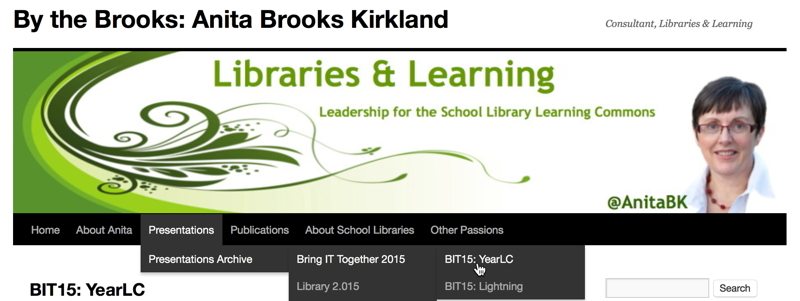 By the Brooks: Anita Brooks Kirkland
Consultant, Libraries & Learning
Libraries & Learning
Leadership for the School Library Learning Commons
@AnitaBK
Home About Anita Presentations Publications About School Libraries Other Passions
Presentations Archive Bring IT Together 2015 BIT15: YearLC
Library 2.015 BIT15: Lightning
BIT15: YearLC
Search